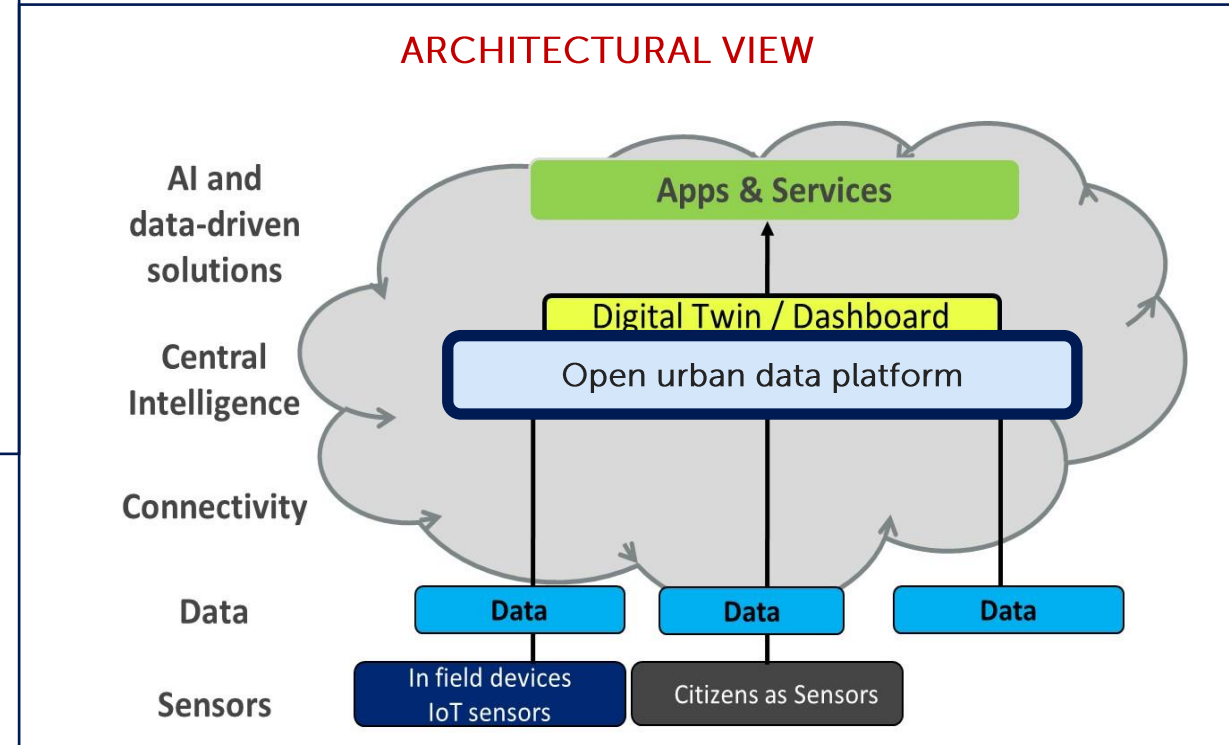 ARCHITECTURAL VIEW
AI and
data-driven
solutions
Apps & Services
Digital Twin / Dashboard
Central
Intelligence
Open urban data platform
Connectivity
Data
Data
Data
Data
Sensors
In field devices
IoT sensors
Citizens as Sensors